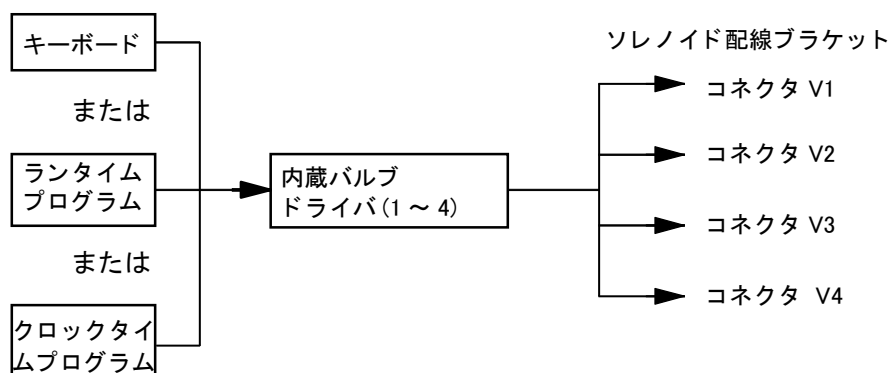 キーボード
または
ランタイム
プログラム
または
クロックタイ
ムプログラム
内蔵バルブ
ドライバ(1 ~ 4)
ソレノイド配線ブラケット
コネクタ V1
コネクタ V2
コネクタ V3
コネクタ V4